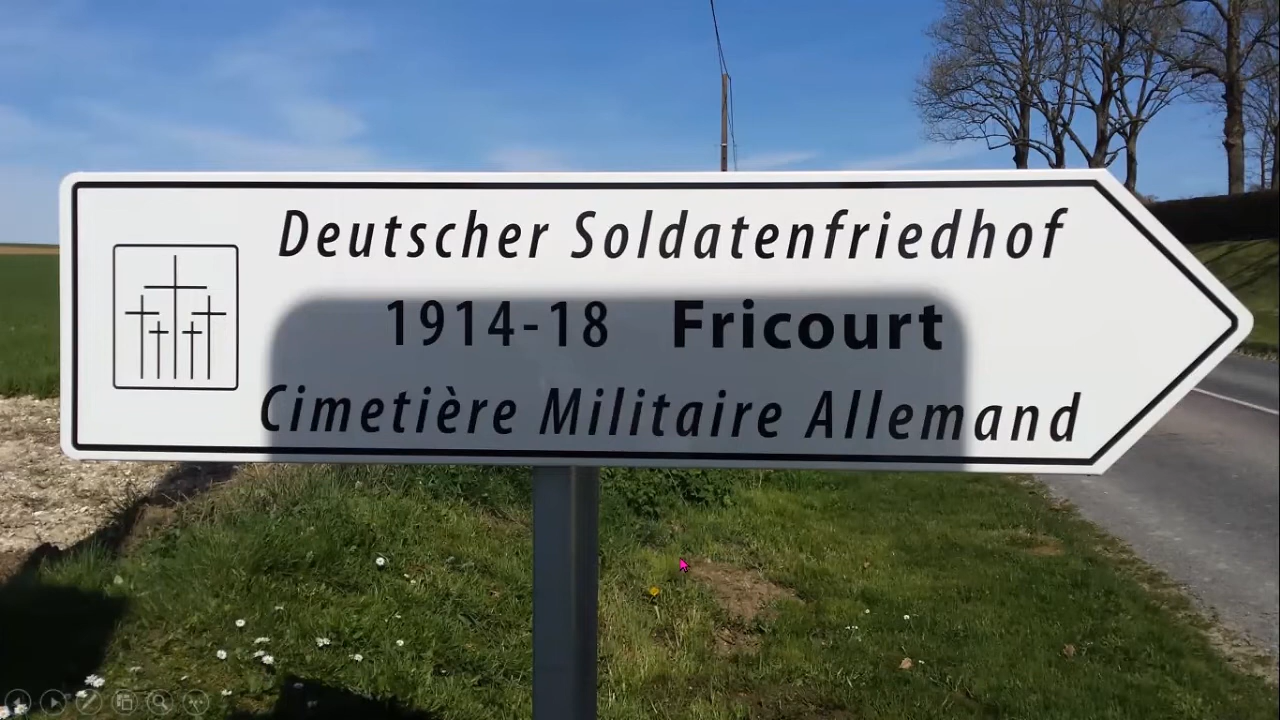 Deutscher Soldatenfriedhof
1914-18 Fricourt
Cimetière Militaire Allemand